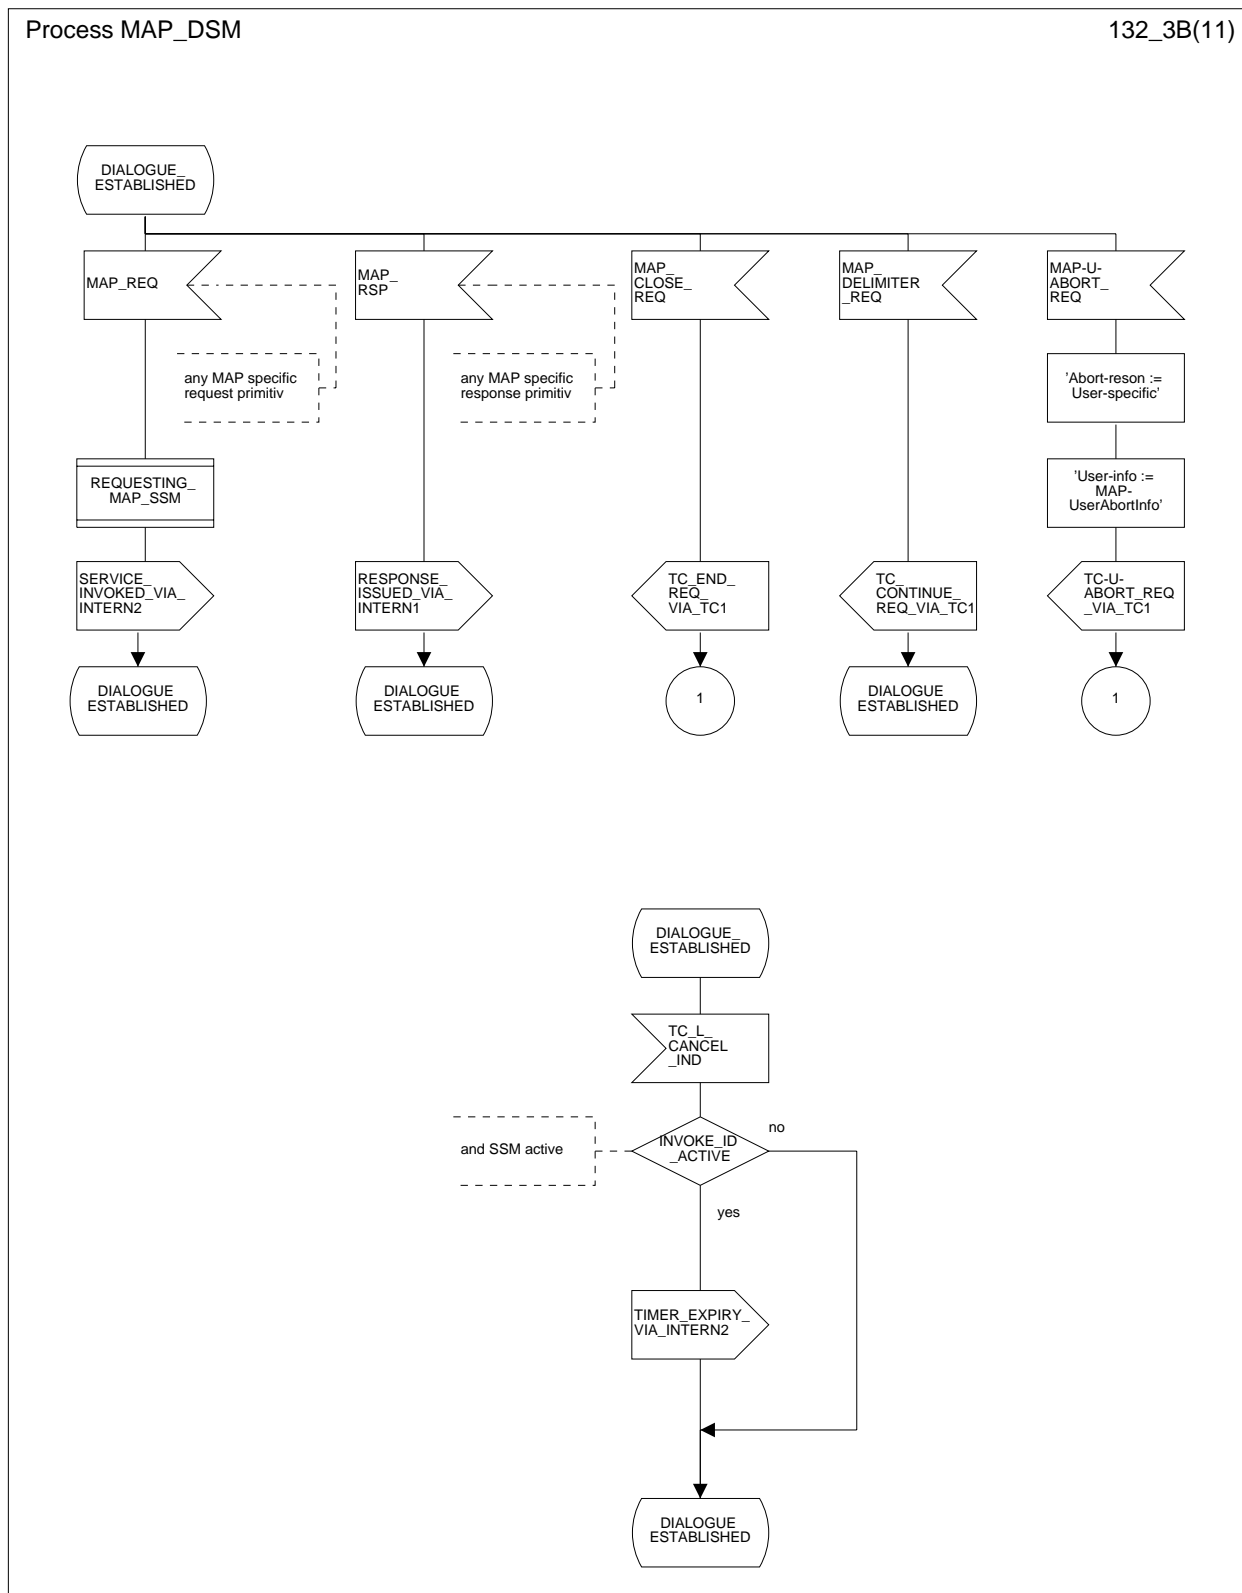 Process MAP_DSM
132_3B(11)
DIALOGUE_
ESTABLISHED
MAP_REQ
MAP_
RSP
MAP_
CLOSE_
REQ
MAP_
DELIMITER
_REQ
MAP-U-
ABORT_
REQ
any MAP specific
request primitiv
any MAP specific
response primitiv
'Abort-reson :=
User-specific'
REQUESTING_
MAP_SSM
'User-info :=
MAP-
UserAbortInfo'
SERVICE_
INVOKED_VIA_
INTERN2
RESPONSE_
ISSUED_VIA_
INTERN1
TC_END_
REQ_
VIA_TC1
TC_
CONTINUE_
REQ_VIA_TC1
TC-U-
ABORT_REQ
_VIA_TC1
DIALOGUE
ESTABLISHED
DIALOGUE
ESTABLISHED
1
DIALOGUE
ESTABLISHED
1
DIALOGUE_
ESTABLISHED
TC_L_
CANCEL
_IND
and SSM active
INVOKE_ID
_ACTIVE
no
yes
TIMER_EXPIRY_
VIA_INTERN2
DIALOGUE
ESTABLISHED